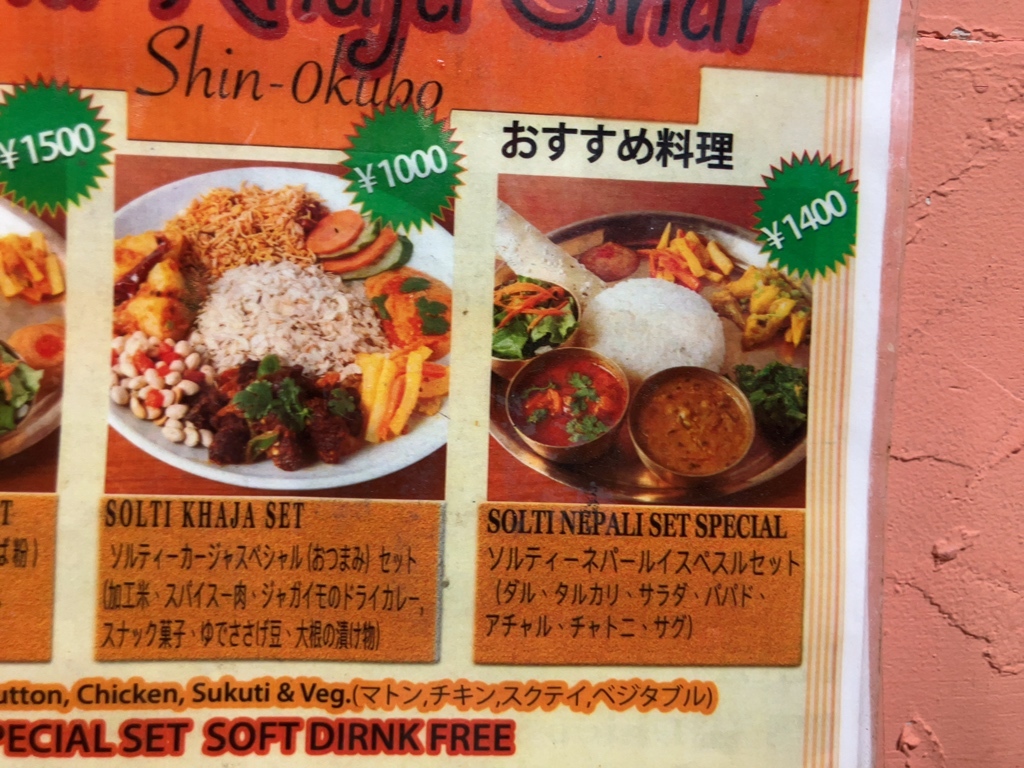 Khaja Ghar
Shin-okubo
おすすめ料理
¥1500
¥1000
¥1400
SOLTI KHAJA SET
ソルティーカージャスペシャル(おつまみ) セット
(加工米、スパイスー肉、ジャガイモのドライカレー,
スナック菓子、ゆでささげ豆、大根の漬け物)
SOLTI NEPALI SET SPECIAL
ソルティーネパールイスペスルセット
(ダル、タルカリ、サラダ、パパド、
アチャル、チャトニ、サグ)
T
ば粉)
utton, Chicken, Sukuti & Veg.(マトン,チキン,スクテイ,ベジタブル)
PECIAL SET SOFT DIRNK FREE